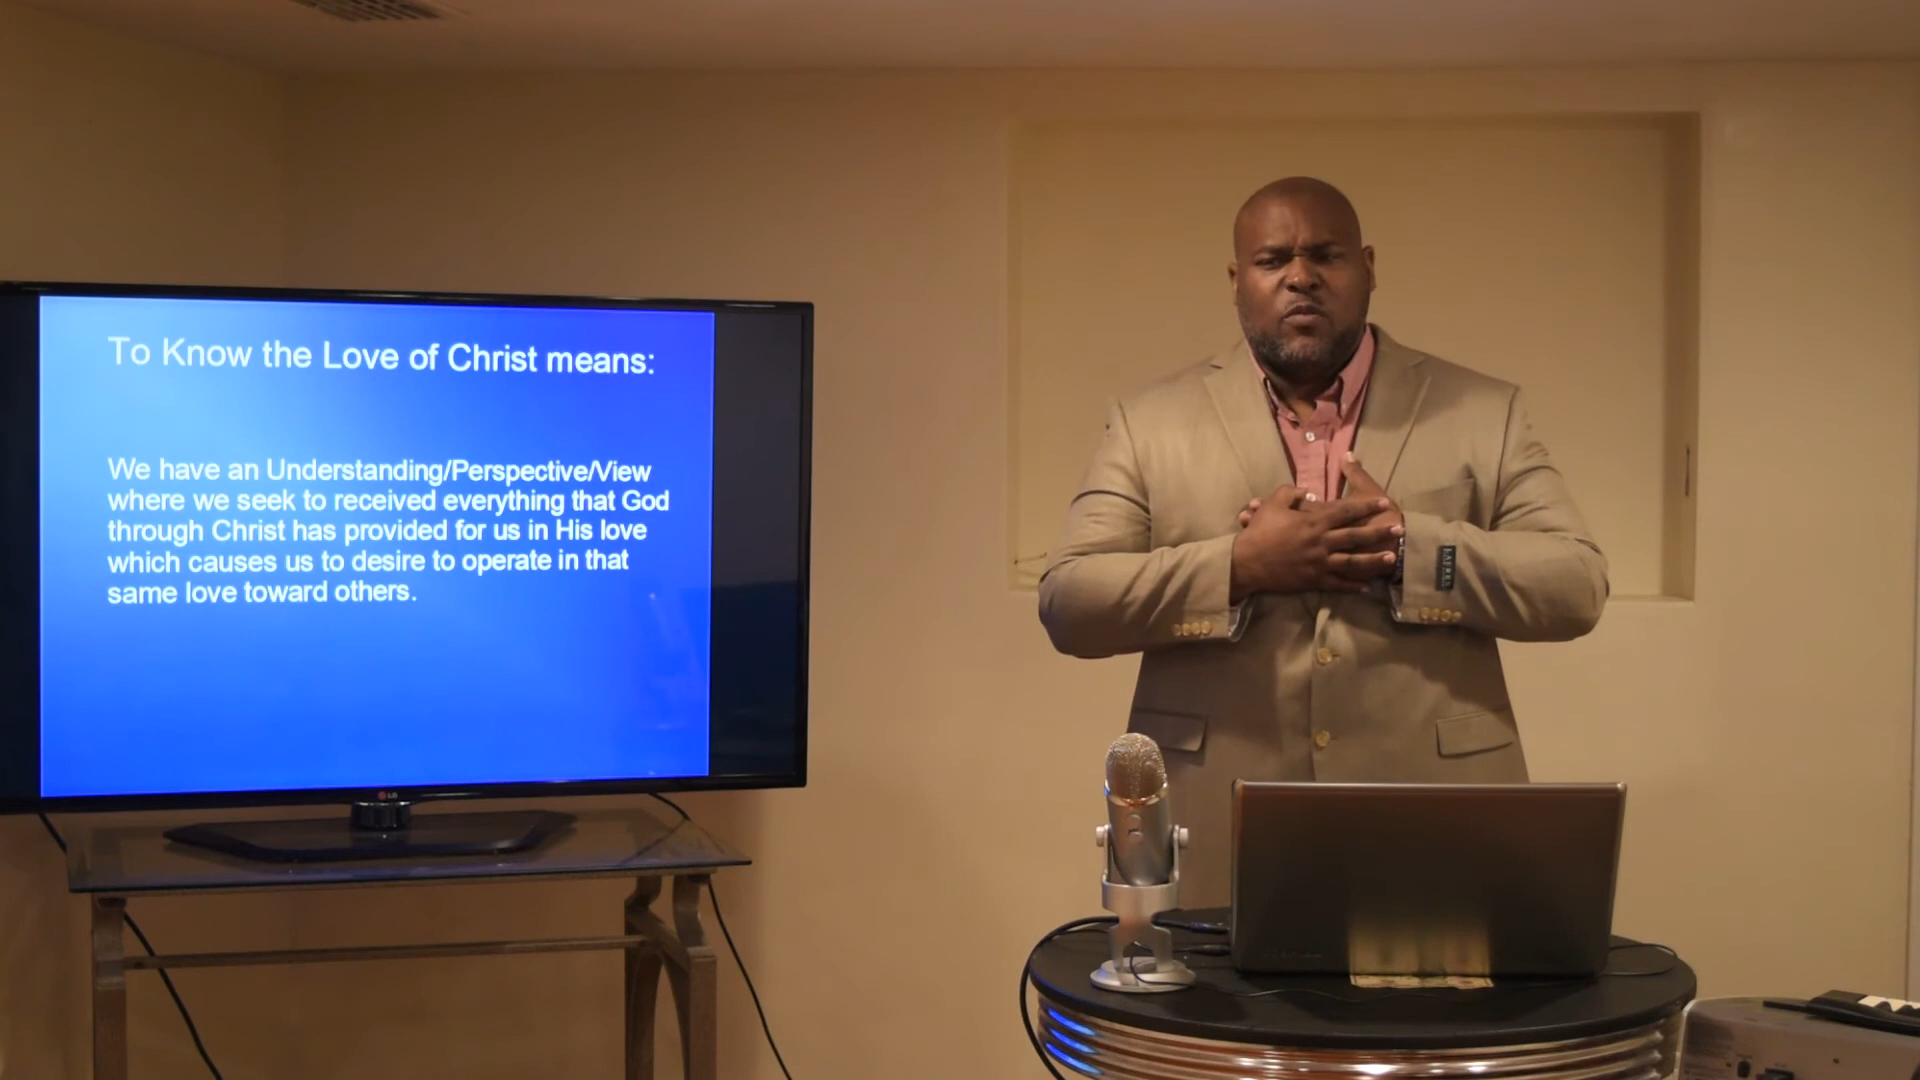 To Know the Love of Christ means:
We have an Understanding/Perspective/View
where we seek to received everything that God
through Christ has provided for us in His love
which causes us to desire to operate in that
same love toward others.
LG